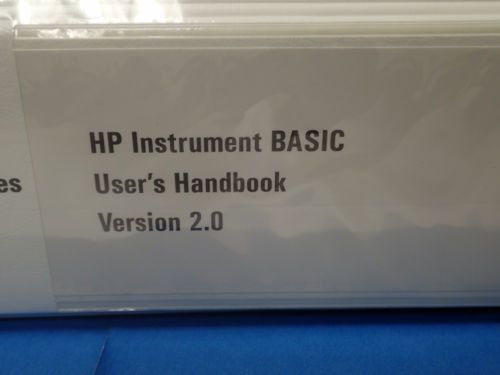 HP Instrument BASIC
es
User's Handbook
Version 2.0